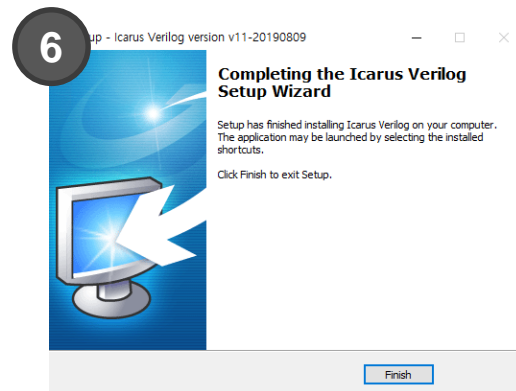 6
up - Icarus Verilog version v11-20190809
Completing the Icarus Verilog
Setup Wizard
Setup has finished installing Icarus Verilog on your computer.
The application may be launched by selecting the installed
shortcuts.
Click Finish to exit Setup.
Finish